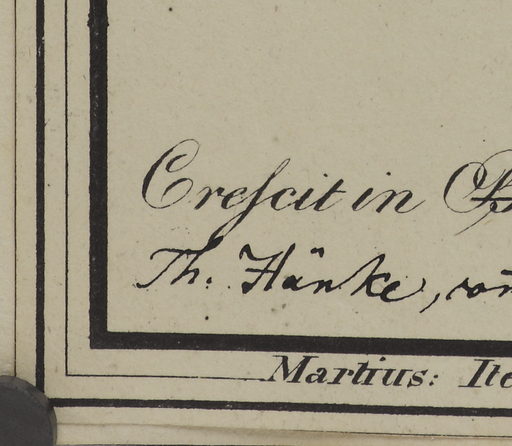 Creſcit in
Th. Hänke,
Martius: Ite